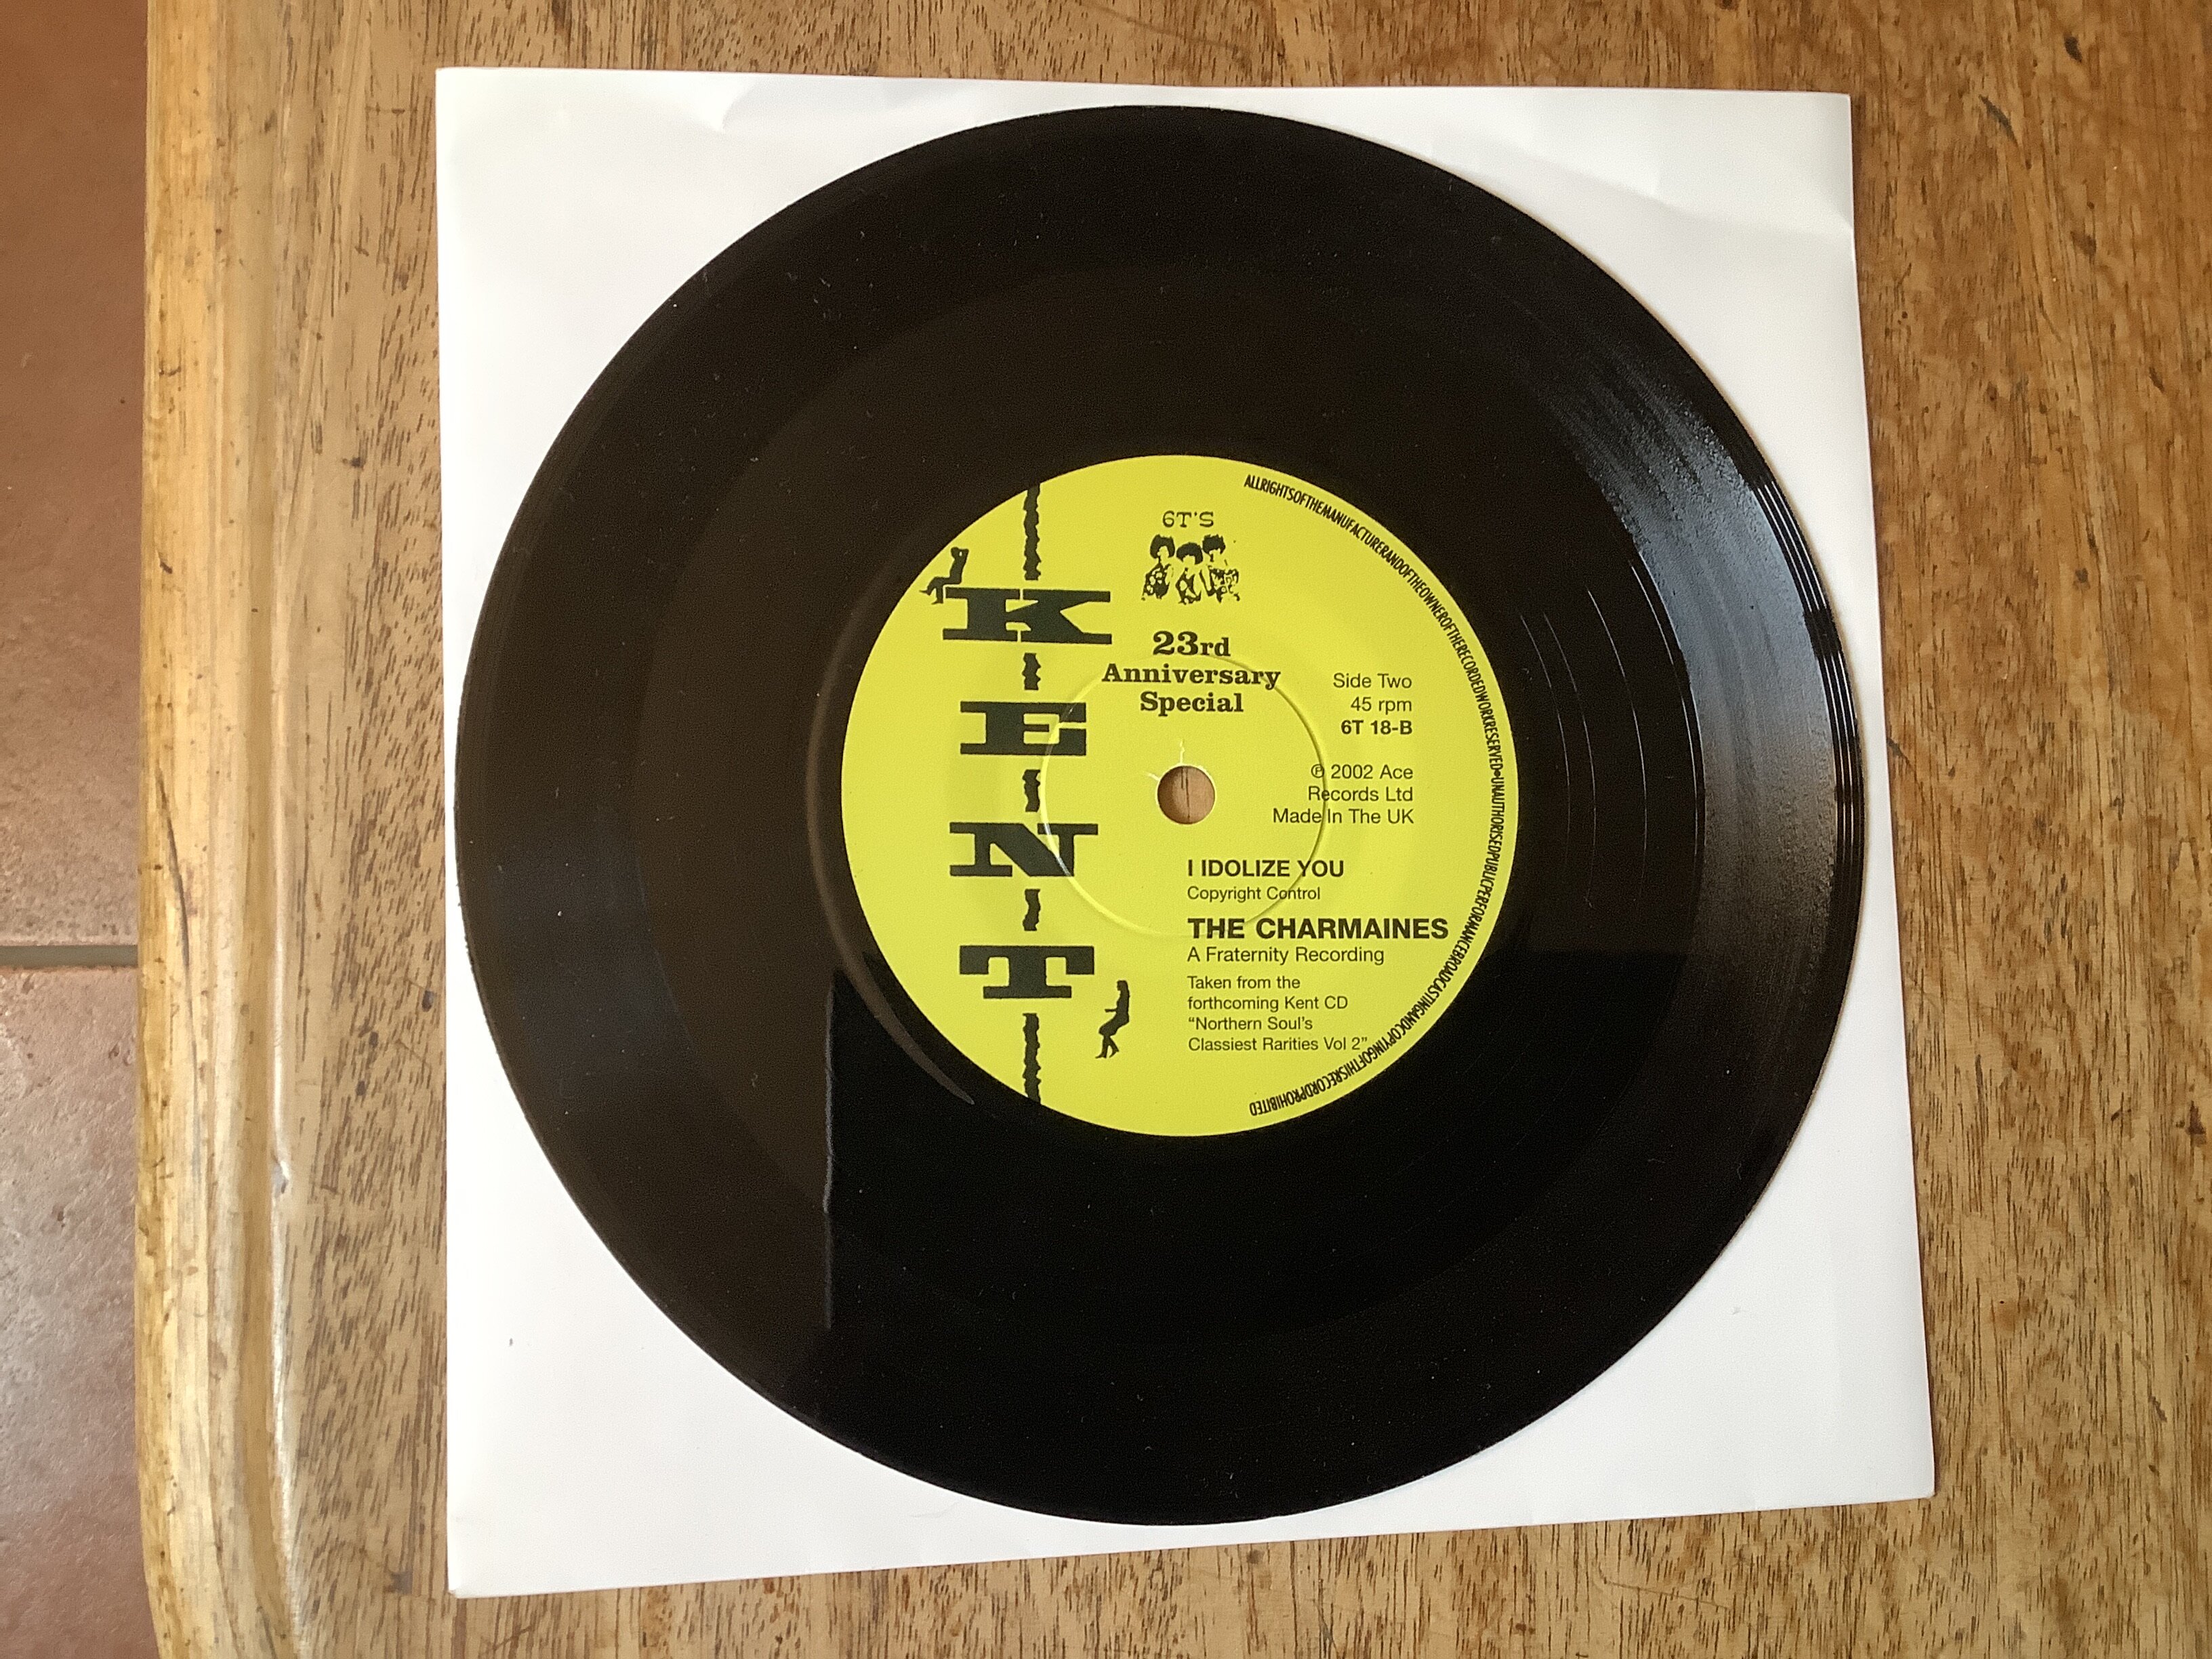 6T'S
KENT
23rd
Anniversary
Special
Side Two
45 rpm
6T 18-B
℗ 2002 Ace
Records Ltd
Made In The UK
I IDOLIZE YOU
Copyright Control
THE CHARMAINES
A Fraternity Recording
Taken from the
forthcoming Kent CD
“Northern Soul’s
Classiest Rarities Vol 2”
ALLRIGHTSOFTHEMANUFACTURERANDOFTHEOWNEROFTHERECORDEDWORKRESERVED•UNAUTHORISEDPUBLICPERFORMANCEBROADCASTINGANDCOPYINGOFTHISRECORDPROHIBITED